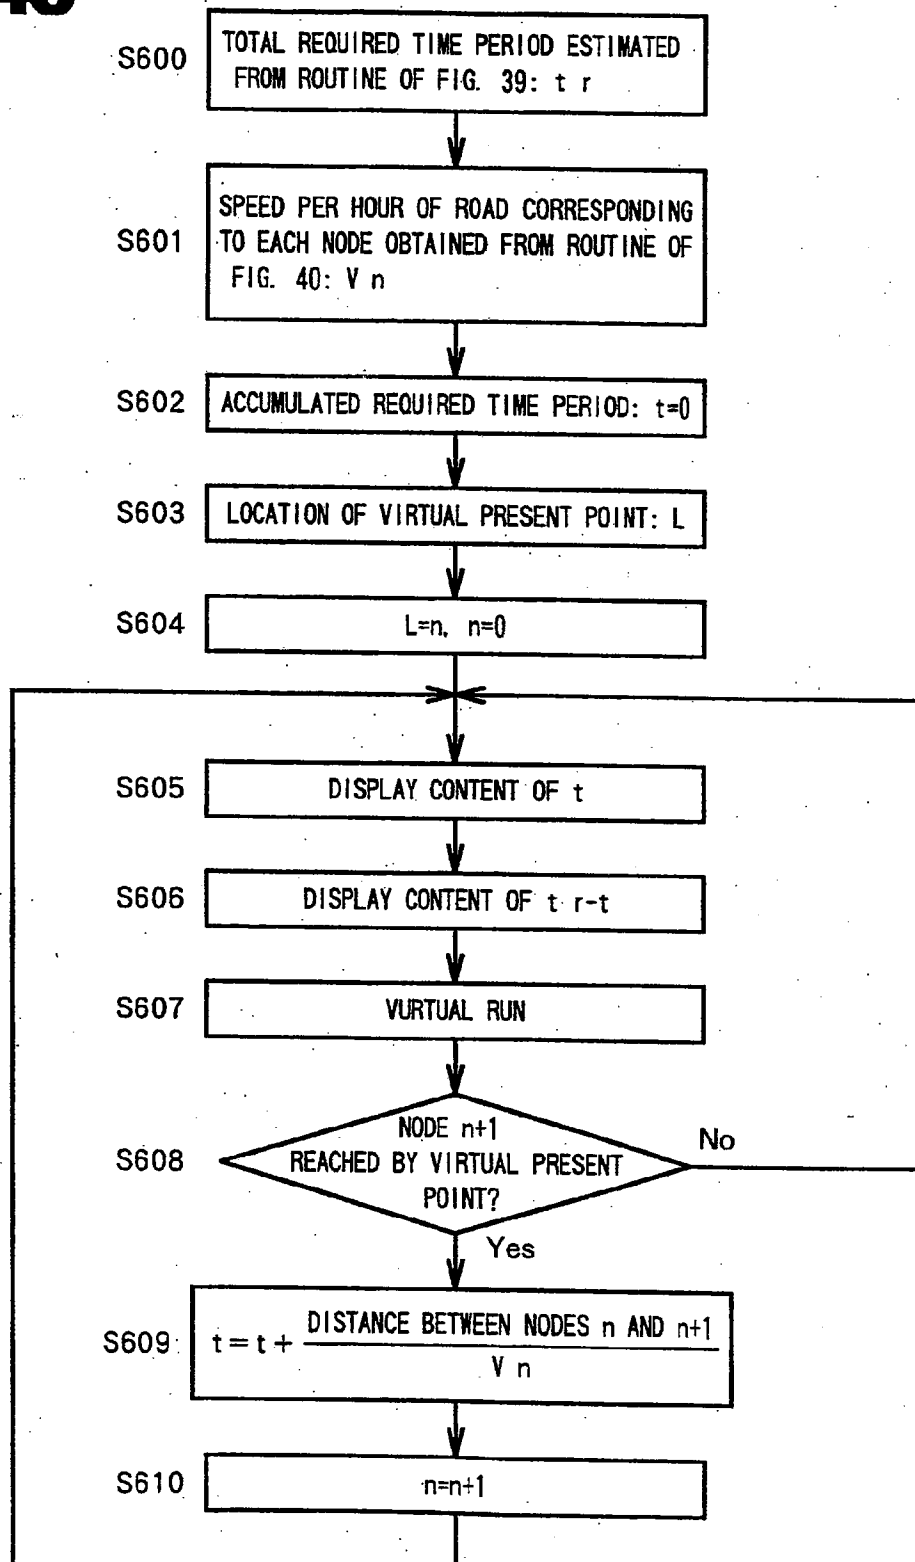 S600
TOTAL REQUIRED TIME PERIOD ESTIMATED
FROM ROUTINE OF FIG. 39: t r
S601
SPEED PER HOUR OF ROAD CORRESPONDING
TO EACH NODE OBTAINED FROM ROUTINE OF
FIG. 40: V n
S602
ACCUMULATED REQUIRED TIME PERIOD: t=0
S603
LOCATION OF VIRTUAL PRESENT POINT: L
S604
L=n, n=0
S605
DISPLAY CONTENT OF t
S606
DISPLAY CONTENT OF t r-t
S607
VURTUAL RUN
S608
NODE n+1
REACHED BY VIRTUAL PRESENT
POINT?
No
Yes
S609
t=t+ DISTANCE BETWEEN NODES n AND n+1
V n
S610
n=n+1